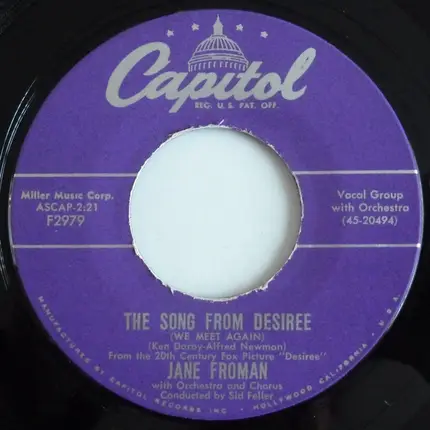 Capitol
REG. U.S. PAT. OFF.
Miller Music Corp.
ASCAP-2:21
F2979
Vocal Group
with Orchestra
(45-20494)
THE SONG FROM DESIREE
(WE MEET AGAIN)
(Ken Darby-Alfred Newmon)
From the 20th Century Fox Picture "Desiree"
JANE FROMAN
with Orchestra and Chorus
Conducted by Sid Feller
MANUFACTURED BY CAPITOL RECORDS INC · HOLLYWOOD, CALIFORNIA · U.S.A.